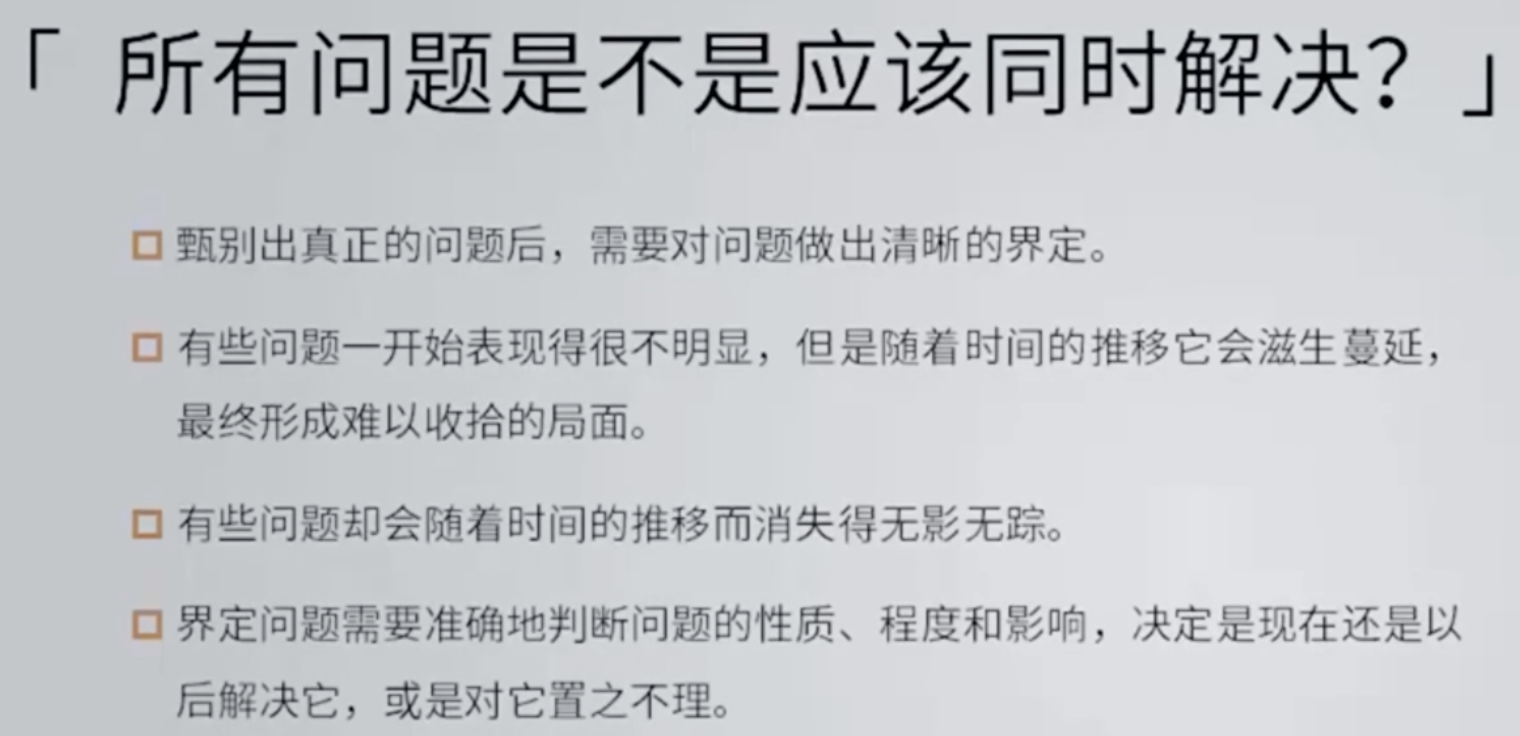 「 所有问题是不是应该同时解决？」
甄别出真正的问题后，需要对问题做出清晰的界定。
有些问题一开始表现得很不明显，但是随着时间的推移它会滋生蔓延，
最终形成难以收拾的局面。
有些问题却会随着时间的推移而消失得无影无踪。
界定问题需要准确地判断问题的性质、程度和影响，决定是现在还是以
后解决它，或是对它置之不理。